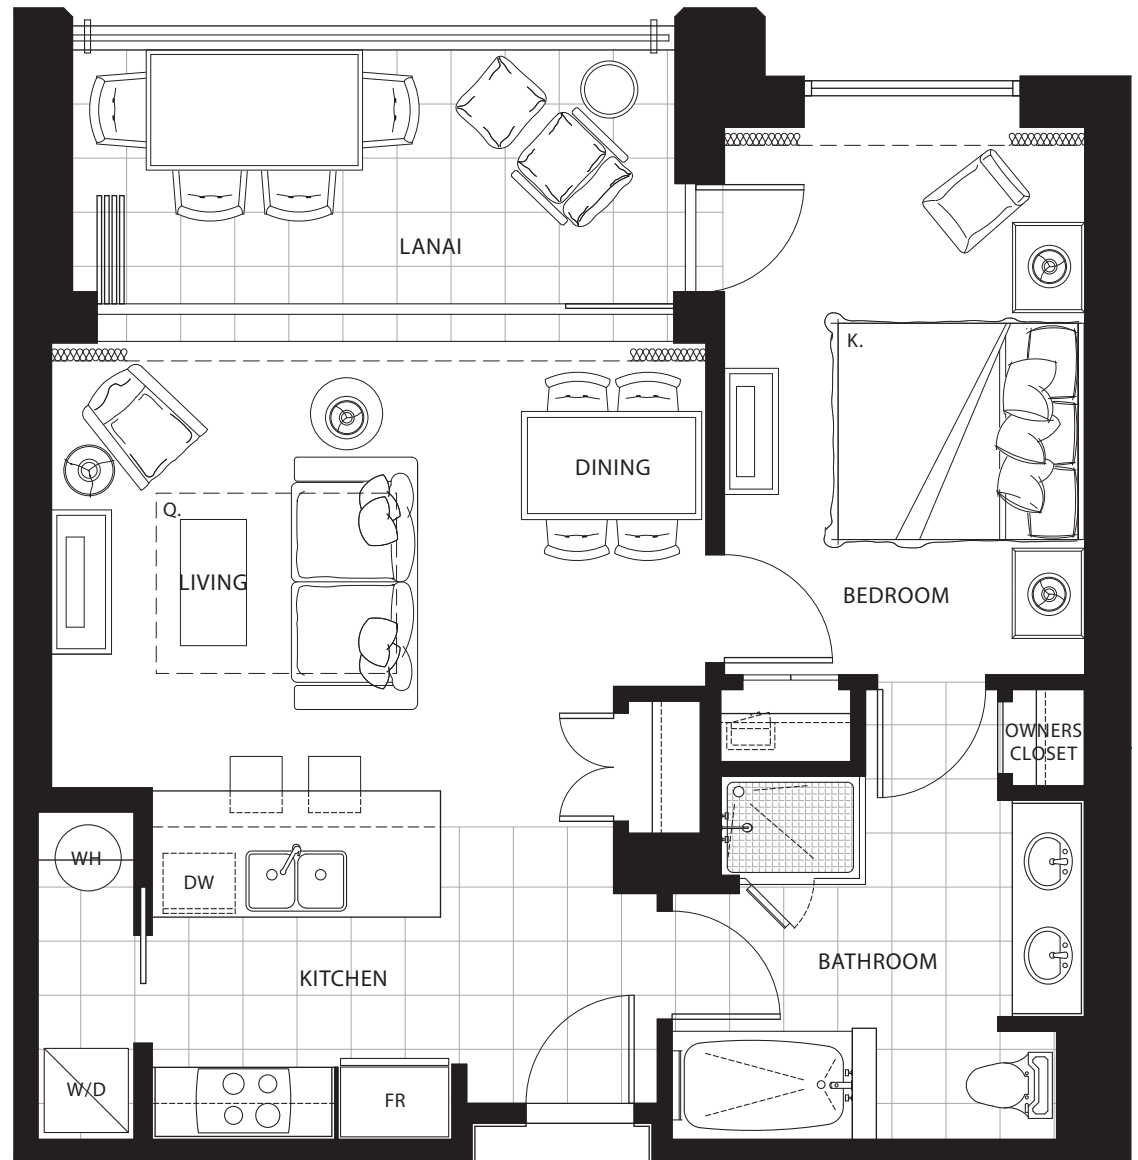 LANAI
K.
DINING
Q.
LIVING
BEDROOM
OWNERS
CLOSET
WH
DW
BATHROOM
KITCHEN
W/D
FR